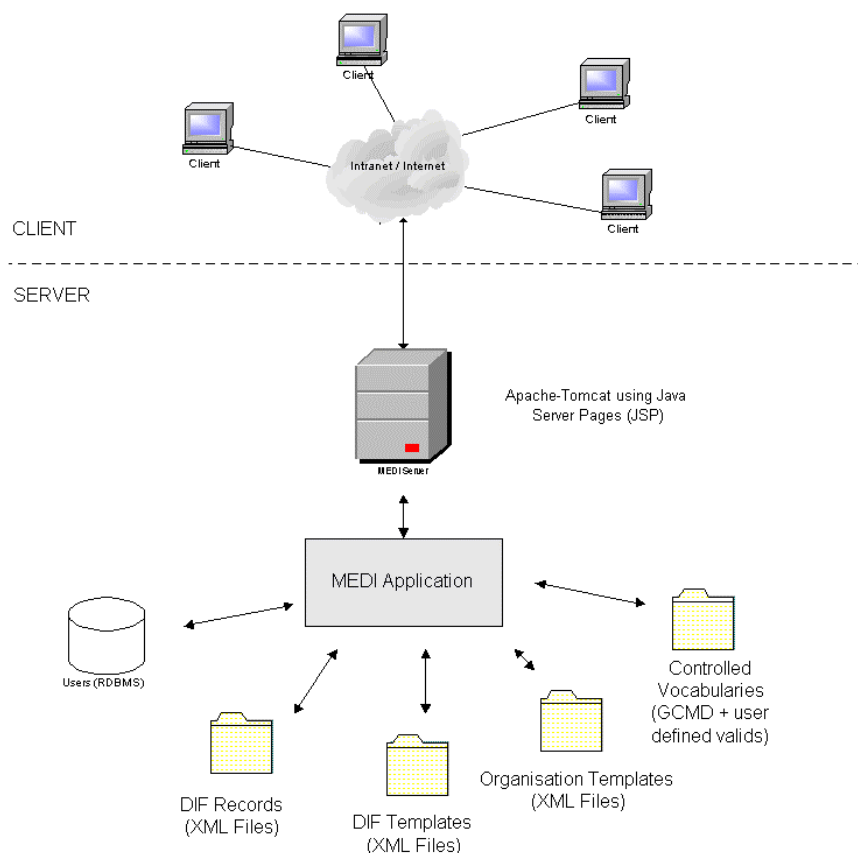 Client
Client
Client
Client
Intranet / Internet
CLIENT
SERVER
Apache-Tomcat using Java
Server Pages (JSP)
MEDIServer
MEDI Application
Users (RDBMS)
DIF Records
(XML Files)
DIF Templates
(XML Files)
Organisation Templates
(XML Files)
Controlled
Vocabularies
(GCMD + user
defined valids)